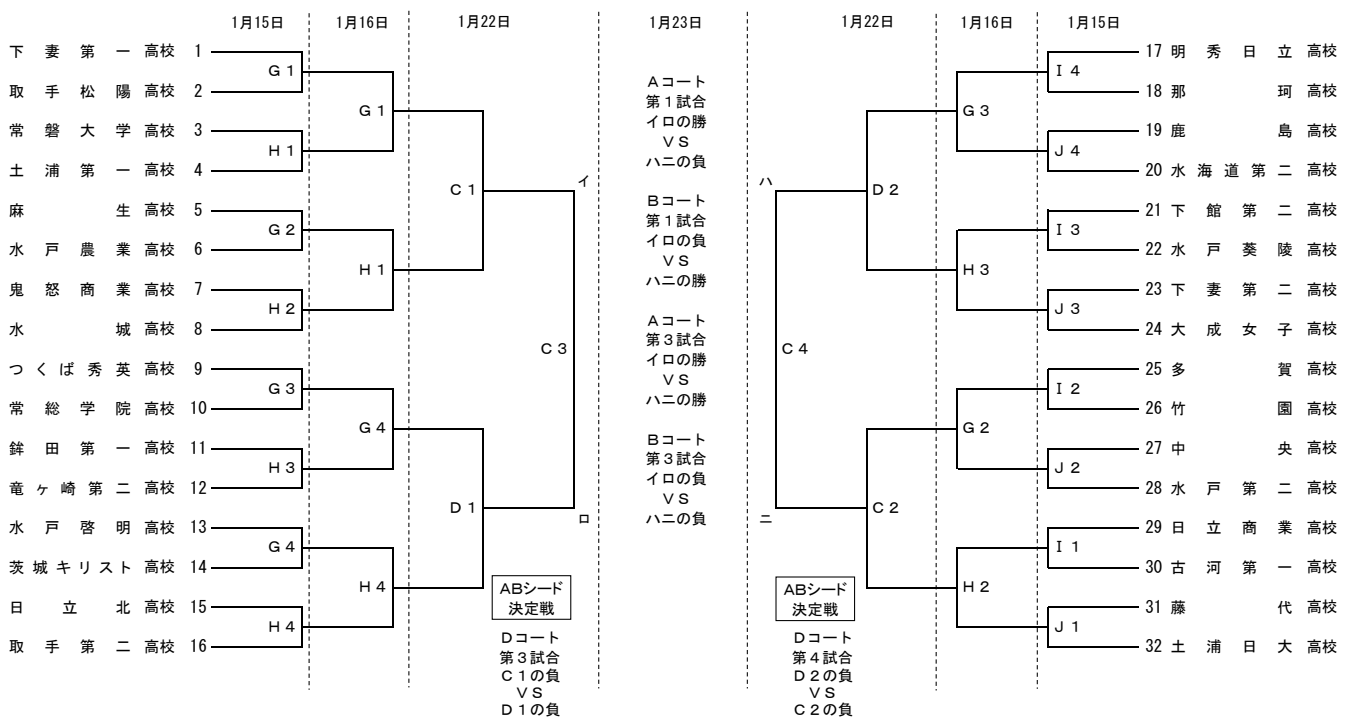 1月15日 1月16日 1月22日 1月23日 1月22日 1月16日 1月15日
下妻第一高校 1
取手松陽高校 2
常磐大学高校 3
土浦第一高校 4
麻生高校 5
水戸農業高校 6
鬼怒商業高校 7
水城高校 8
つくば秀英高校 9
常総学院高校 10
鉾田第一高校 11
竜ヶ崎第二高校 12
水戸啓明高校 13
茨城キリスト高校 14
日立北高校 15
取手第二高校 16
G1
H1
G2
H2
G3
H3
G4
H4
G1
H1
G4
H4
C1
D1
イ
C3
ロ
ABシード
決定戦
Dコート
第3試合
C1の負
VS
D1の負
Aコート
第1試合
イロの勝
VS
ハニの負
Bコート
第1試合
イロの負
VS
ハニの勝
Aコート
第3試合
イロの勝
VS
ハニの勝
Bコート
第3試合
イロの負
VS
ハニの負
ハ
C4
ニ
D2
C2
ABシード
決定戦
Dコート
第4試合
D2の負
VS
C2の負
G3
H3
G2
H2
I4
J4
I3
J3
I2
J2
I1
J1
17 明秀日立高校
18 那珂高校
19 鹿島高校
20 水海道第二高校
21 下館第二高校
22 水戸葵陵高校
23 下妻第二高校
24 大成女子高校
25 多賀高校
26 竹園高校
27 中央高校
28 水戸第二高校
29 日立商業高校
30 古河第一高校
31 藤代高校
32 土浦日大高校